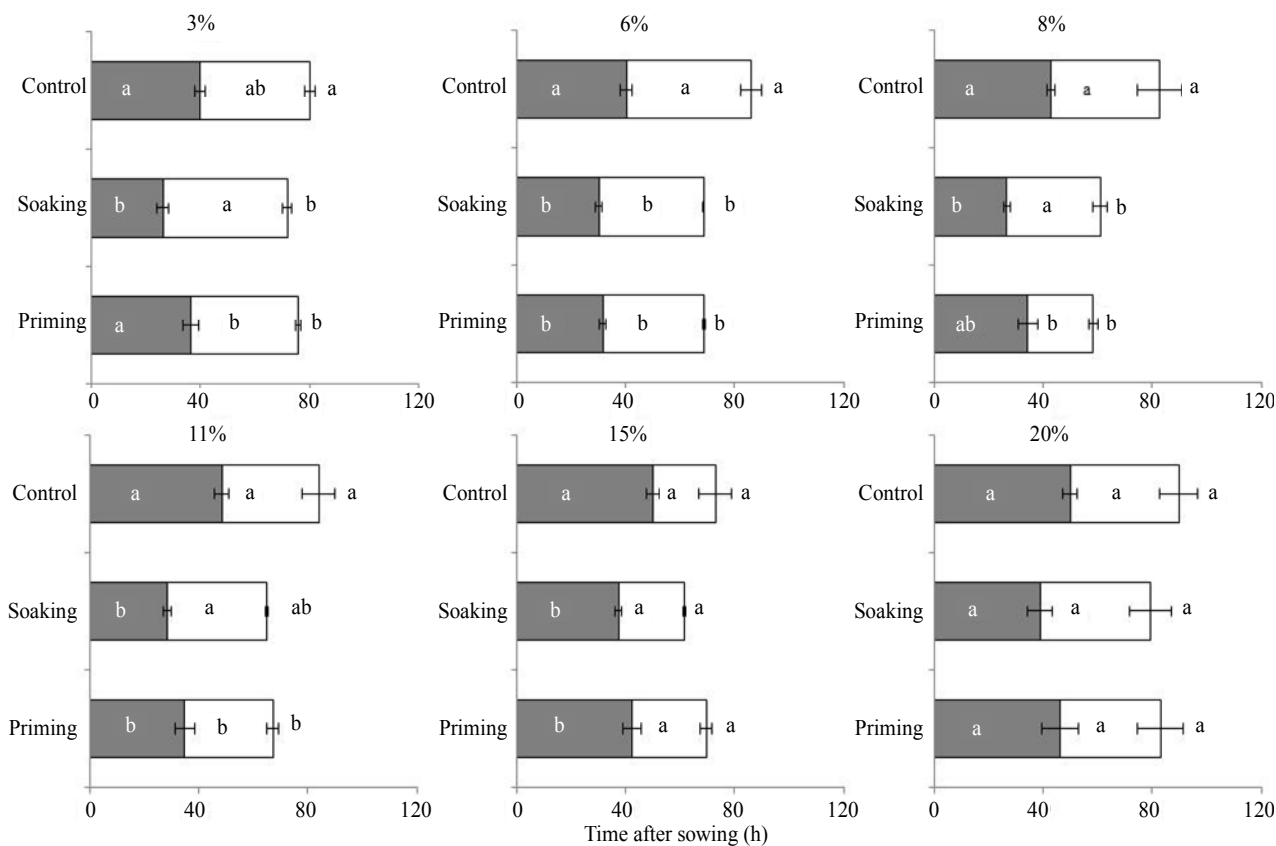 3%
6%
8%
Control a ab a
Control a a a
Control a a a
Soaking b a b
Soaking b b b
Soaking b a b
Priming a b b
Priming b b b
Priming ab b b
0 40 80 120
0 40 80 120
0 40 80 120
11%
15%
20%
Control a a a
Control a a a
Control a a a
Soaking b a ab
Soaking b a a
Soaking a a a
Priming b b b
Priming b a a
Priming a a a
0 40 80 120
0 40 80 120
0 40 80 120
Time after sowing (h)